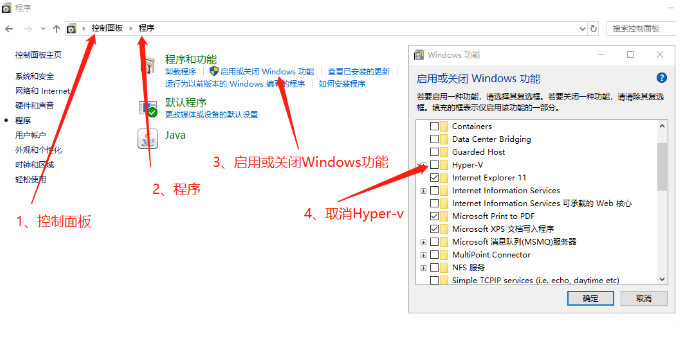 程序
控制面板 › 程序
搜索控制面板
控制面板主页
系统和安全
网络和 Internet
硬件和声音
程序
用户帐户
外观和个性化
时钟和区域
轻松使用
程序和功能
卸载程序 启用或关闭 Windows 功能 查看已安装的更新
运行为以前版本的 Windows 编写的程序 如何安装程序
默认程序
更改媒体或设备的默认设置
Java
1、控制面板
2、程序
3、启用或关闭Windows功能
4、取消Hyper-v
Windows 功能
启用或关闭 Windows 功能
若要启用一种功能，请选择其复选框。若要关闭一种功能，请清除其复选
框。填充的框表示仅启用该功能的一部分。
Containers
Data Center Bridging
Guarded Host
Hyper-V
Internet Explorer 11
Internet Information Services
Internet Information Services 可承载的 Web 核心
Microsoft Print to PDF
Microsoft XPS 文档写入程序
Microsoft 消息队列(MSMQ)服务器
MultiPoint Connector
NFS 服务
Simple TCPIP services (i.e. echo, daytime etc)
确定
取消